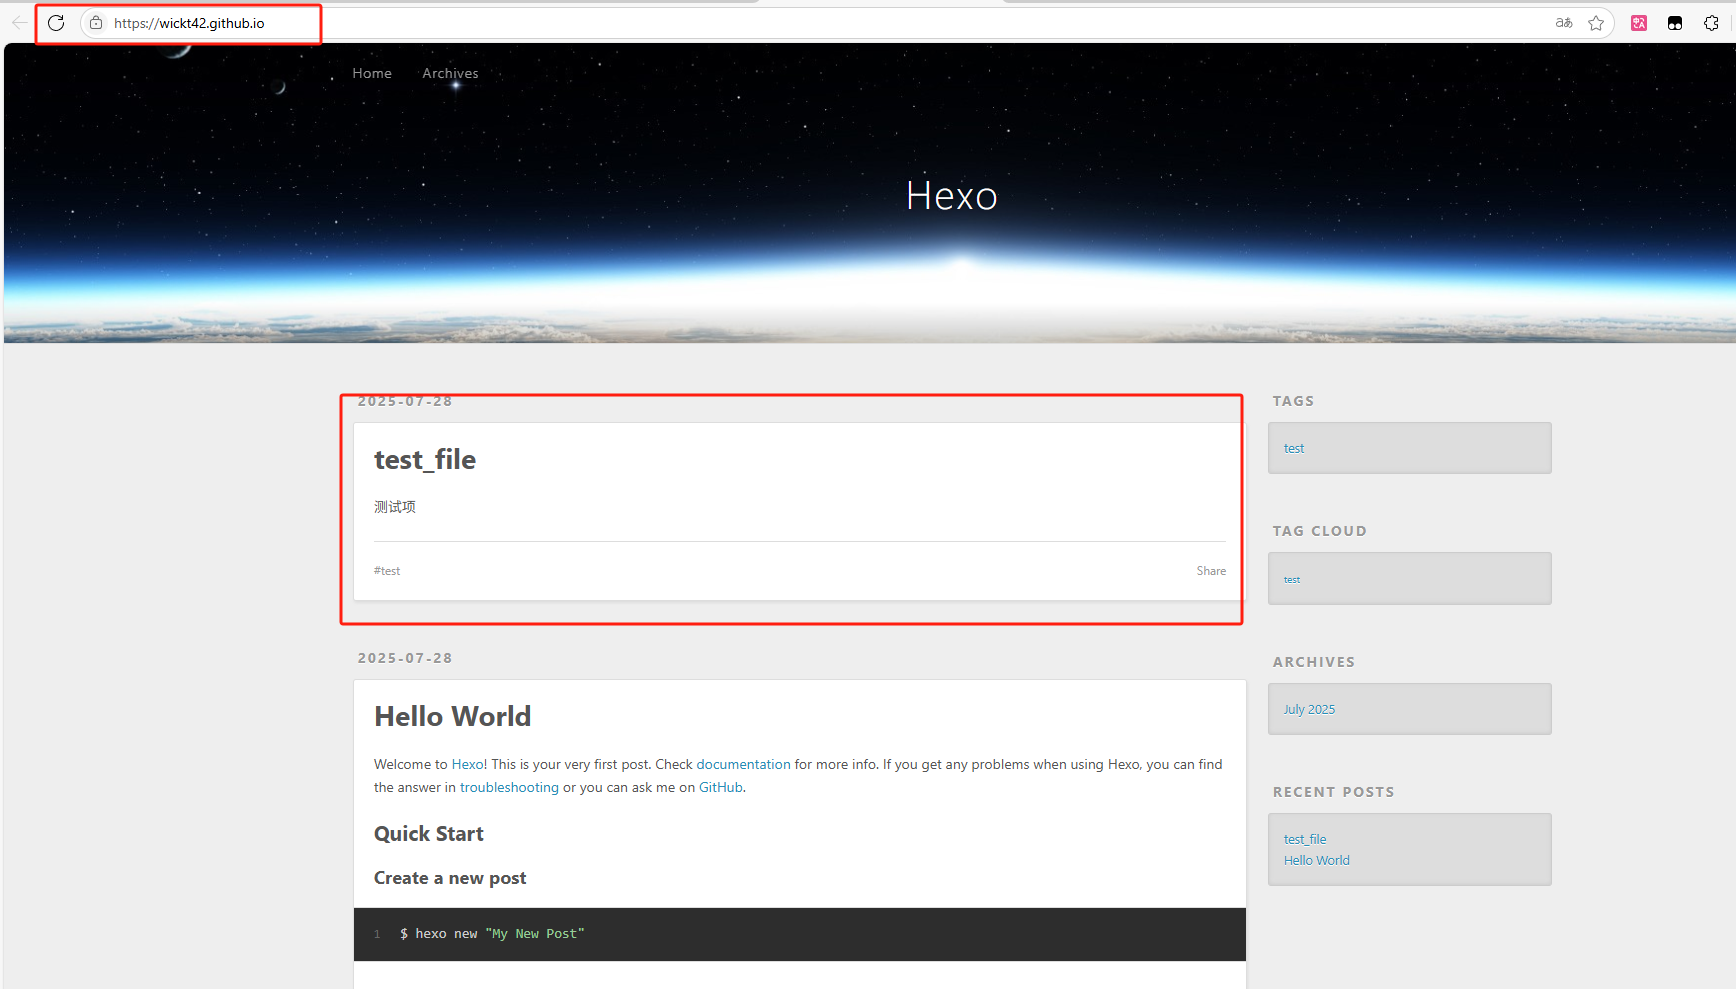 https://wickt42.github.io
aあ
Home
Archives
Hexo
2025-07-28
test_file
测试项
#test
Share
2025-07-28
Hello World
Welcome to Hexo! This is your very first post. Check documentation for more info. If you get any problems when using Hexo, you can find
the answer in troubleshooting or you can ask me on GitHub.
Quick Start
Create a new post
1 $ hexo new "My New Post"
TAGS
test
TAG CLOUD
test
ARCHIVES
July 2025
RECENT POSTS
test_file
Hello World